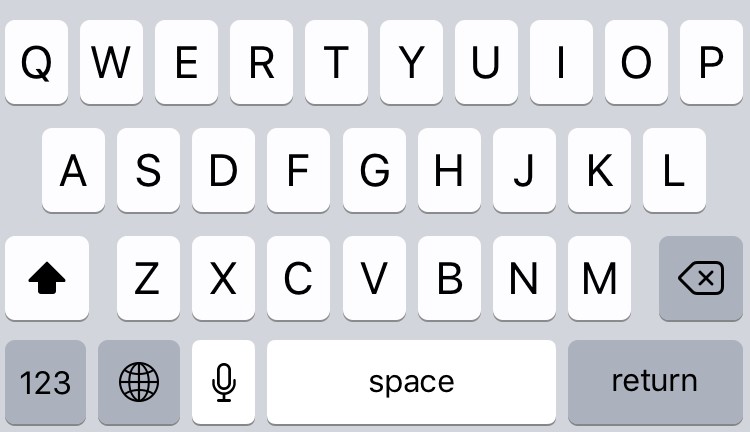 Q W E R T Y U I O P
A S D F G H J K L
Z X C V B N M
123 space return